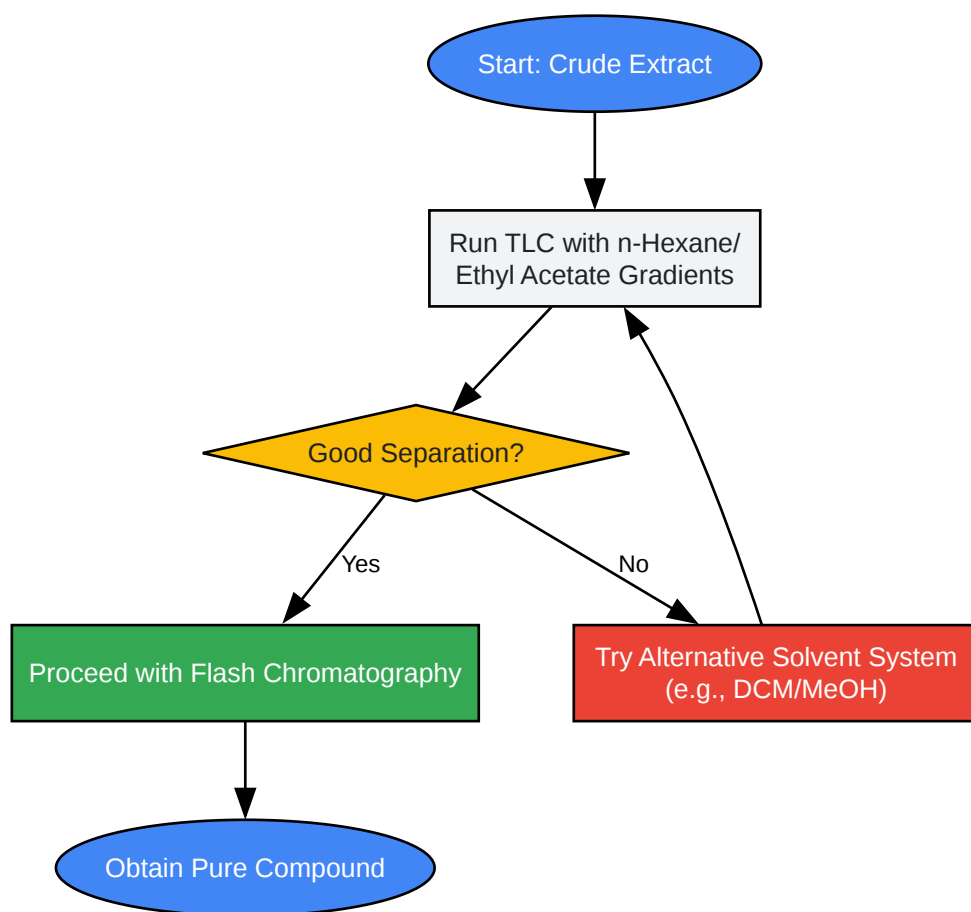 Start: Crude Extract
Run TLC with n-Hexane/
Ethyl Acetate Gradients
Good Separation?
Yes
No
Proceed with Flash Chromatography
Try Alternative Solvent System
(e.g., DCM/MeOH)
Obtain Pure Compound